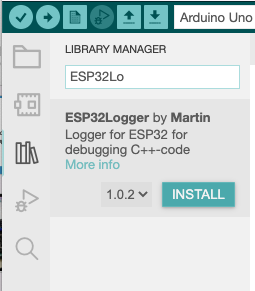 Arduino Uno
LIBRARY MANAGER
ESP32Lo
ESP32Logger by Martin
Logger for ESP32 for
debugging C++-code
More info
1.0.2
INSTALL